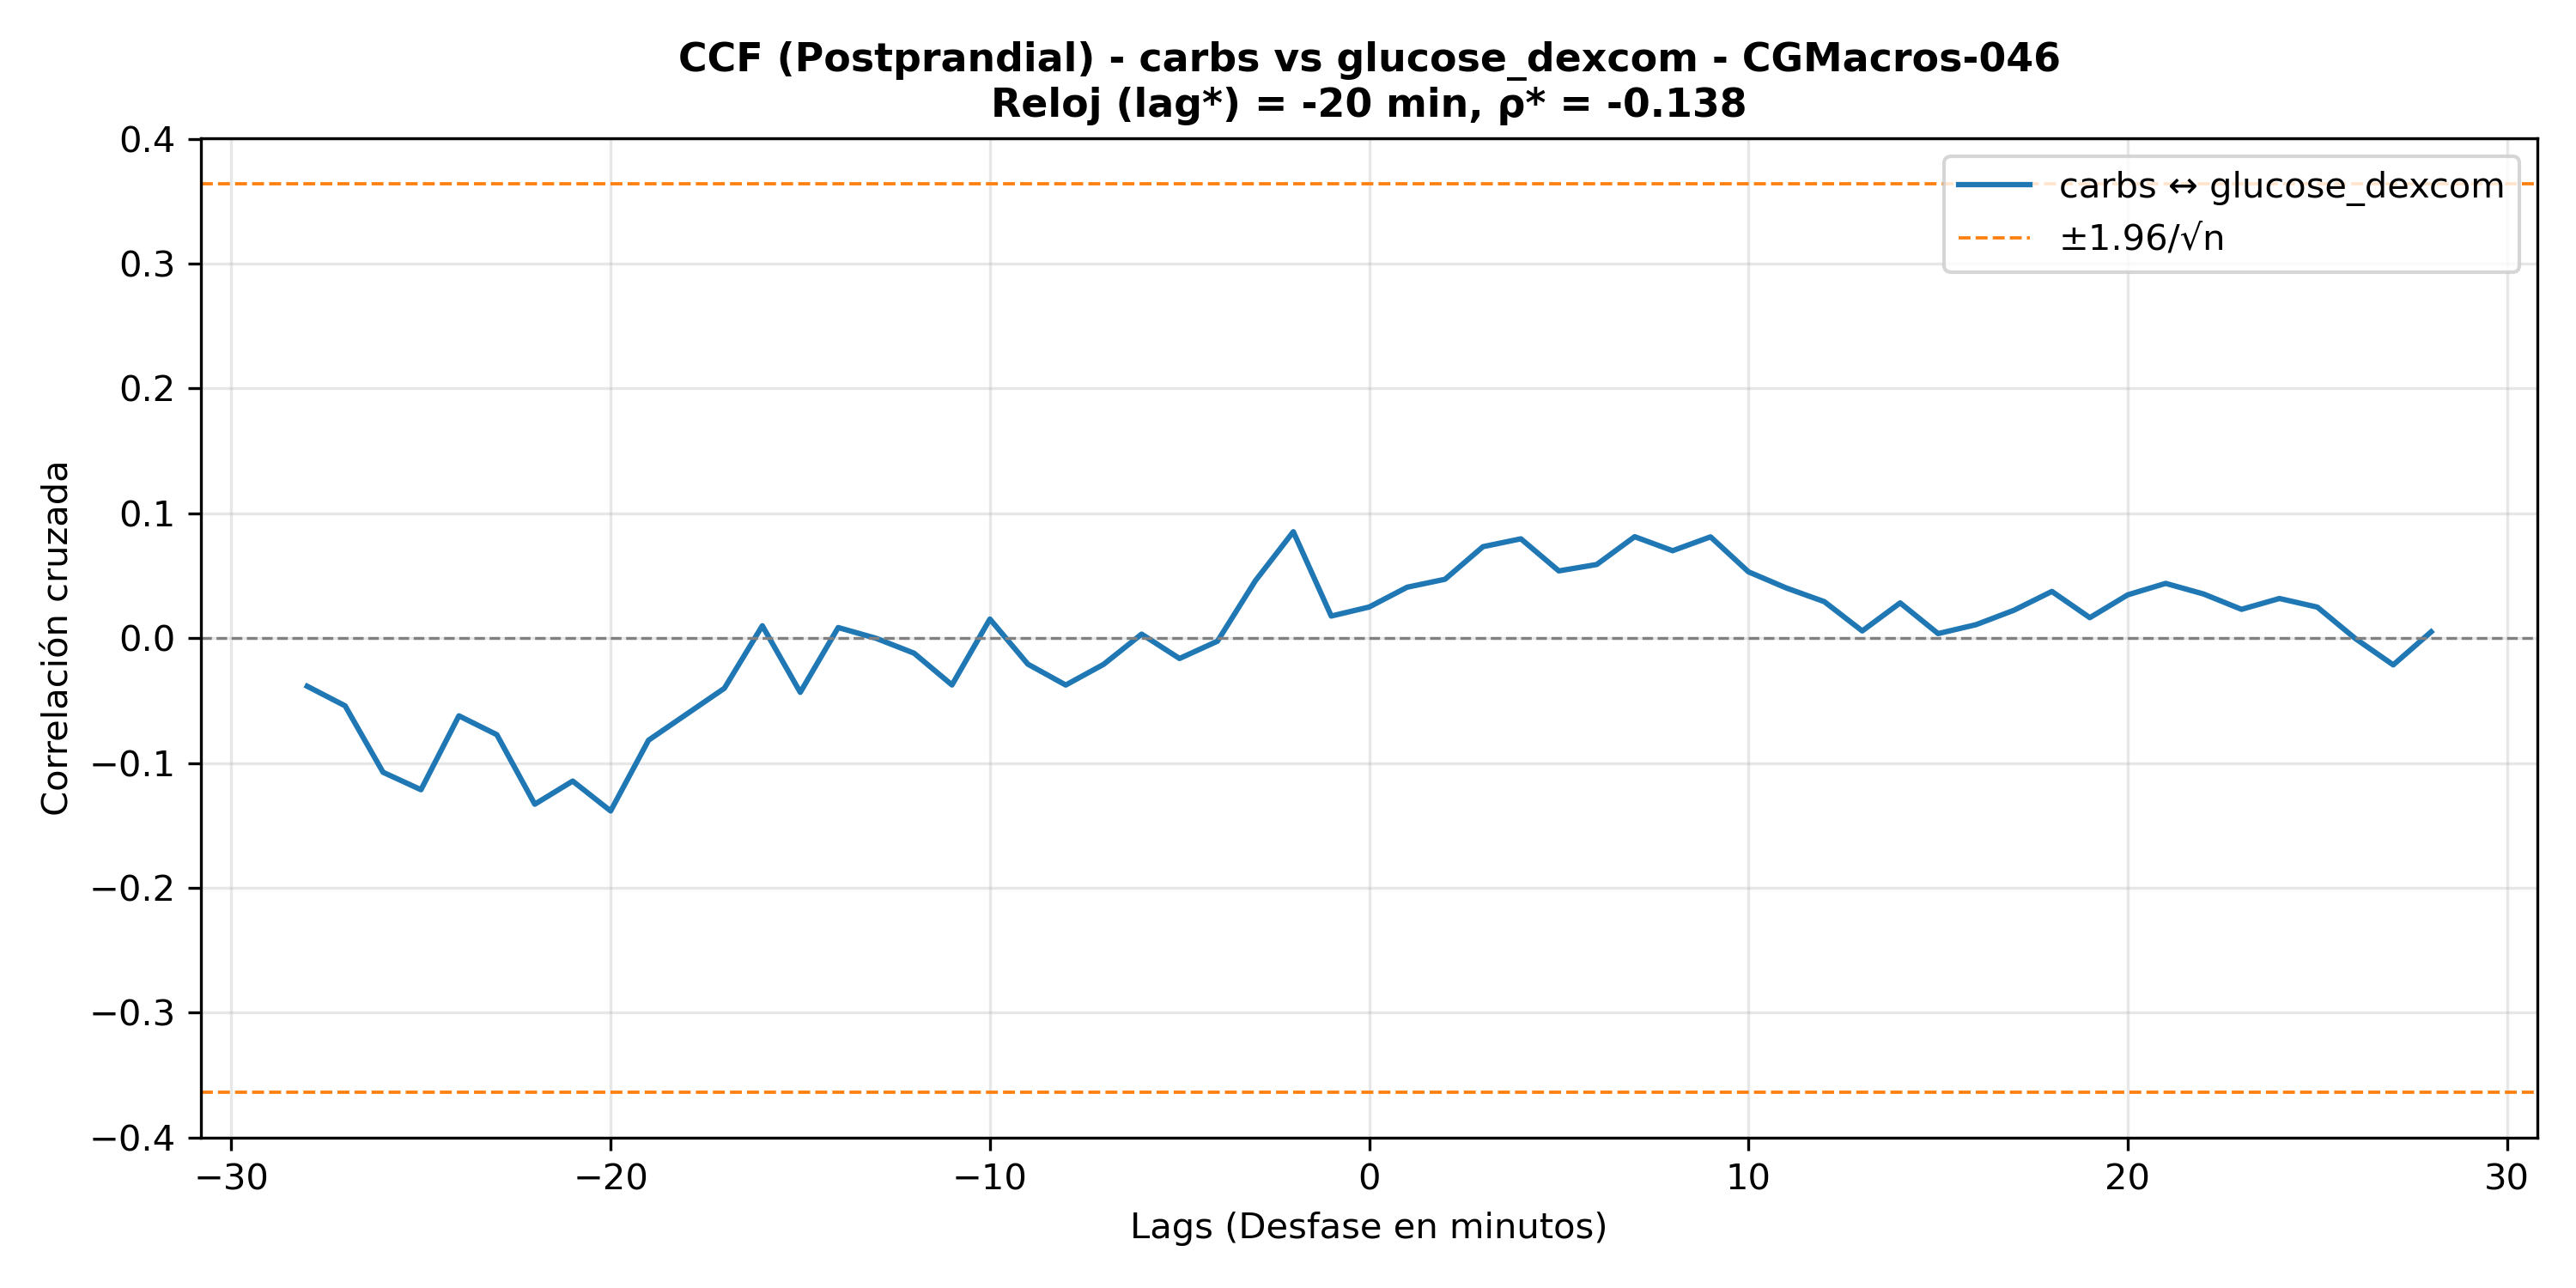 CCF (Postprandial) - carbs vs glucose_dexcom - CGMacros-046
Reloj (lag*) = -20 min, ρ* = -0.138
carbs ↔ glucose_dexcom
±1.96/√n
Correlación cruzada
0.4
0.3
0.2
0.1
0.0
−0.1
−0.2
−0.3
−0.4
−30
−20
−10
0
10
20
30
Lags (Desfase en minutos)